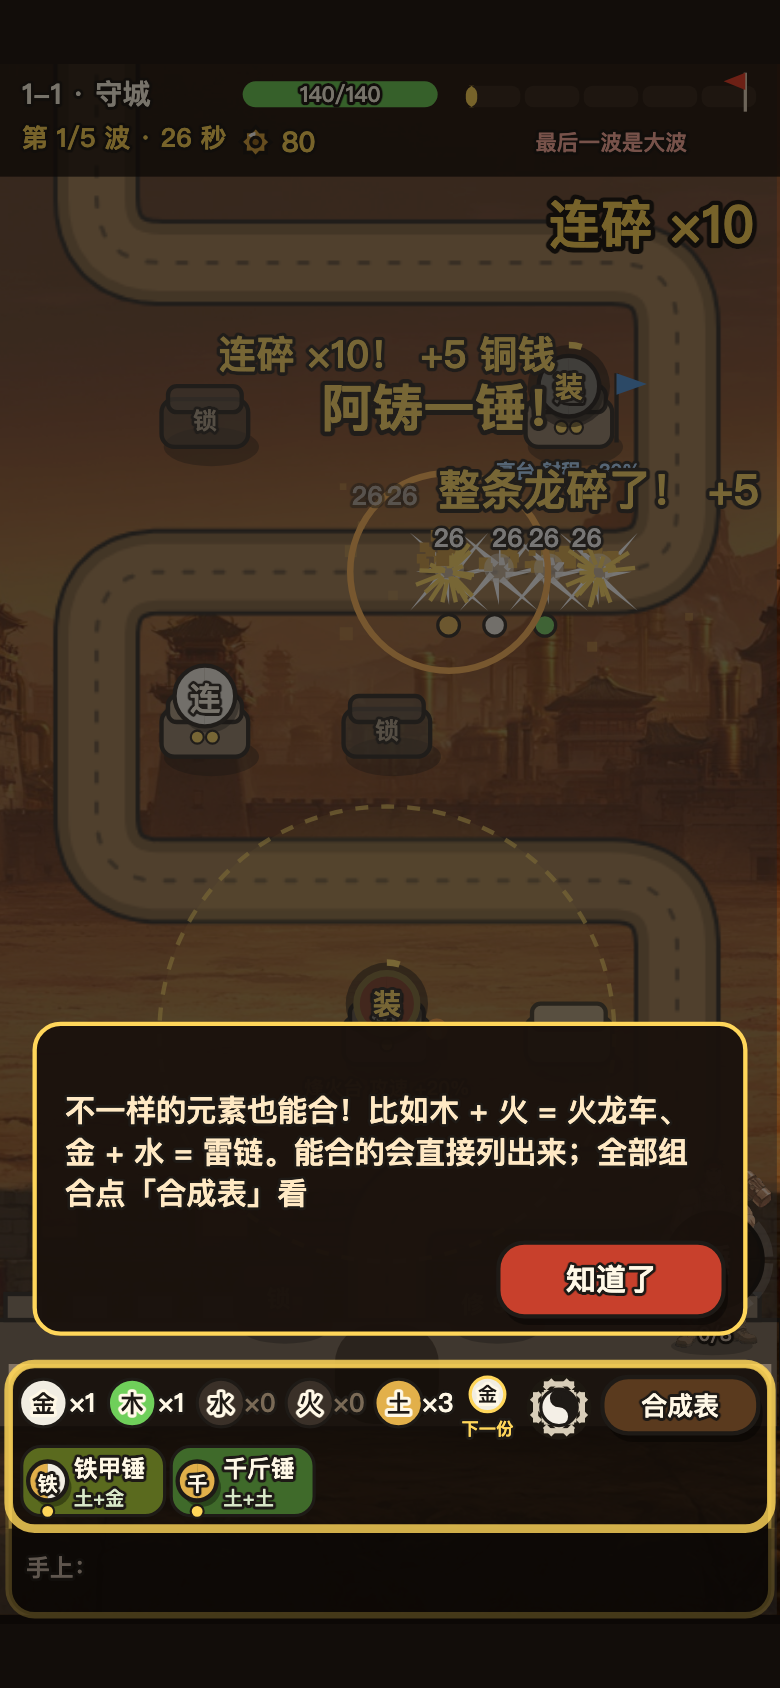 1–1 · 守城
140/140
第 1/5 波 · 26 秒
80
最后一波是大波
连碎 ×10
连碎 ×10！ +5 铜钱
装
锁
阿铸一锤！
26 26
整条龙碎了！ +5
26 26 26 26
连
锁
装
不一样的元素也能合！比如木 + 火 = 火龙车、
金 + 水 = 雷链。能合的会直接列出来；全部组
合点「合成表」看
知道了
金 ×1 木 ×1 水 ×0 火 ×0 土 ×3 金 合成表
下一份
铁 铁甲锤 千 千斤锤
土+金 土+土
手上：